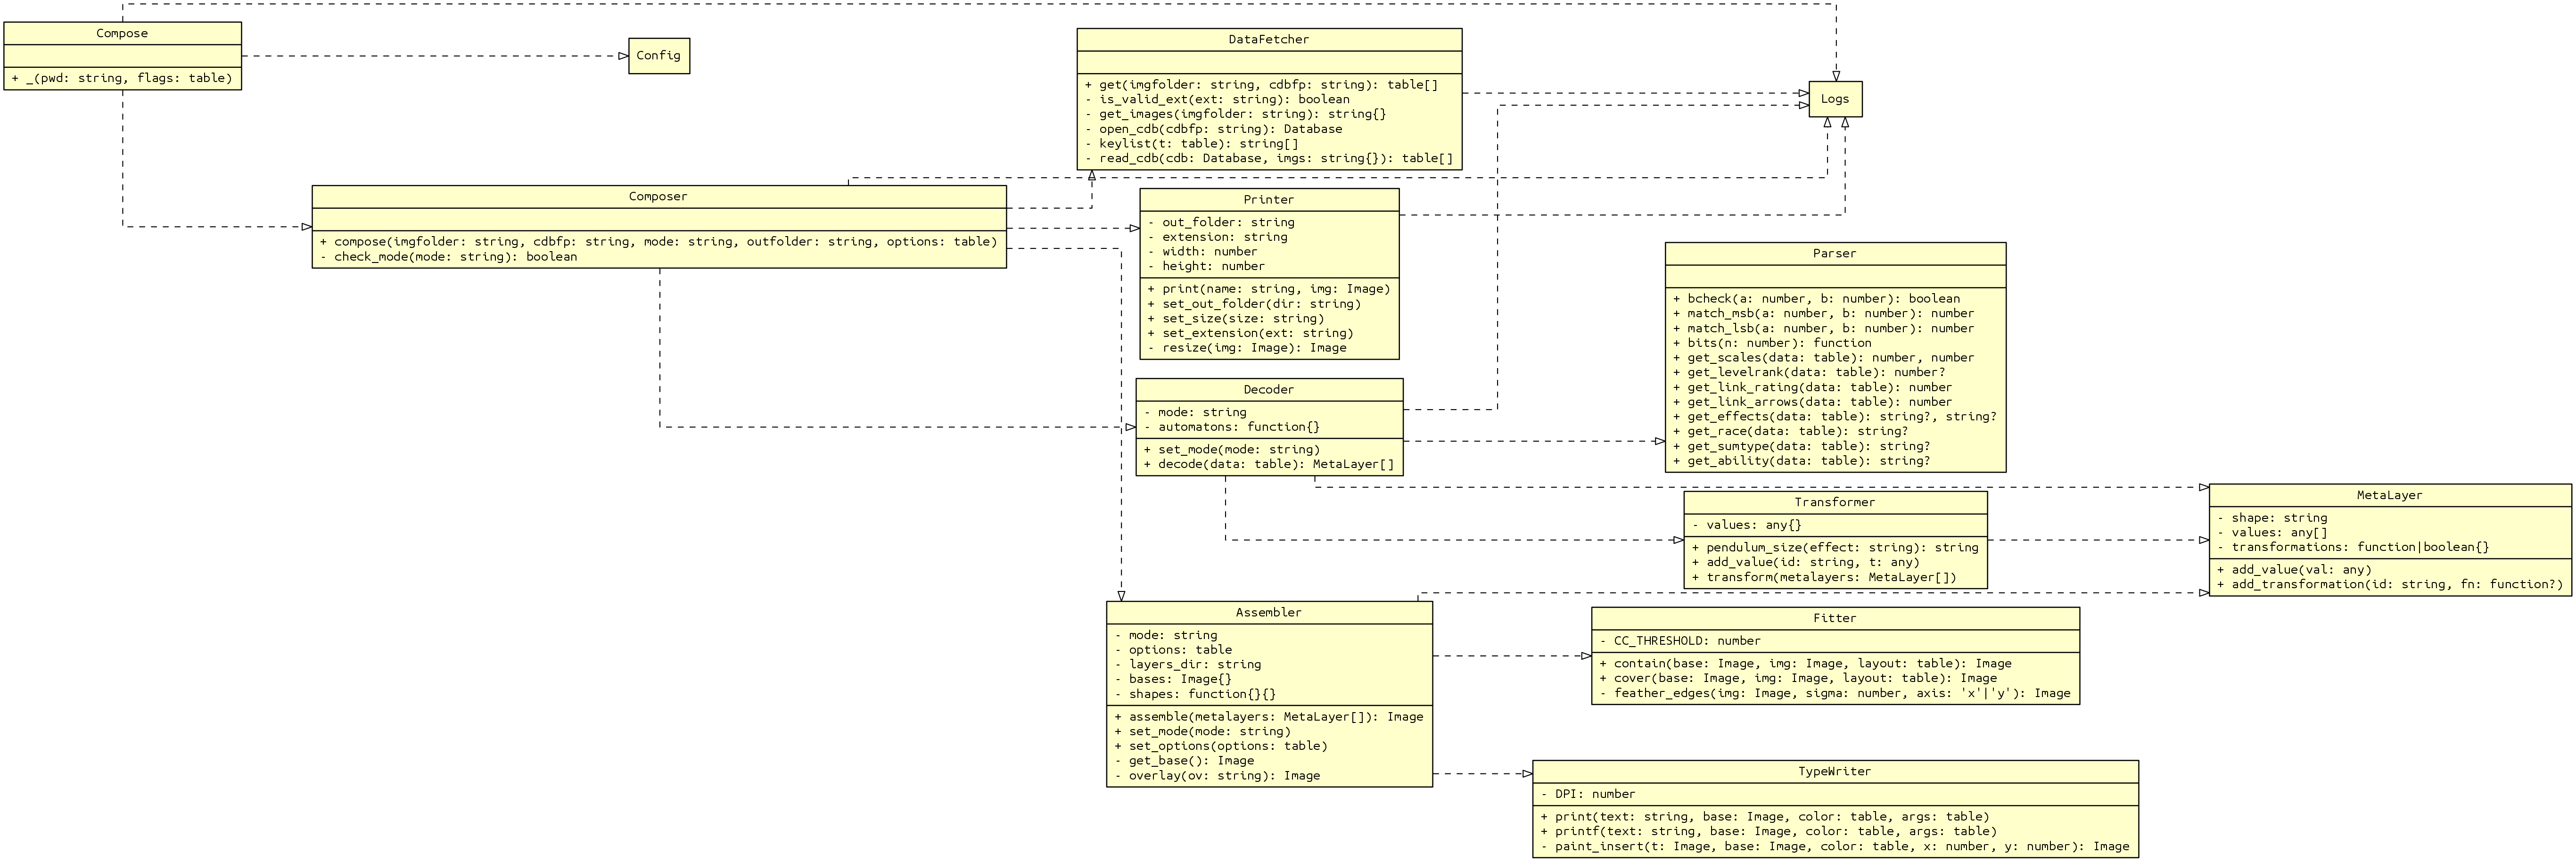 Compose
+ _(pwd: string, flags: table)
Config
DataFetcher
+ get(imgfolder: string, cdbfp: string): table[]
- is_valid_ext(ext: string): boolean
- get_images(imgfolder: string): string{}
- open_cdb(cdbfp: string): Database
- keylist(t: table): string[]
- read_cdb(cdb: Database, imgs: string{}): table[]
Logs
Composer
+ compose(imgfolder: string, cdbfp: string, mode: string, outfolder: string, options: table)
- check_mode(mode: string): boolean
Printer
- out_folder: string
- extension: string
- width: number
- height: number
+ print(name: string, img: Image)
+ set_out_folder(dir: string)
+ set_size(size: string)
+ set_extension(ext: string)
- resize(img: Image): Image
Parser
+ bcheck(a: number, b: number): boolean
+ match_msb(a: number, b: number): number
+ match_lsb(a: number, b: number): number
+ bits(n: number): function
+ get_scales(data: table): number, number
+ get_levelrank(data: table): number?
+ get_link_rating(data: table): number
+ get_link_arrows(data: table): number
+ get_effects(data: table): string?, string?
+ get_race(data: table): string?
+ get_sumtype(data: table): string?
+ get_ability(data: table): string?
Decoder
- mode: string
- automatons: function{}
+ set_mode(mode: string)
+ decode(data: table): MetaLayer[]
Transformer
- values: any{}
+ pendulum_size(effect: string): string
+ add_value(id: string, t: any)
+ transform(metalayers: MetaLayer[])
MetaLayer
- shape: string
- values: any[]
- transformations: function|boolean{}
+ add_value(val: any)
+ add_transformation(id: string, fn: function?)
Assembler
- mode: string
- options: table
- layers_dir: string
- bases: Image{}
- shapes: function{}{}
+ assemble(metalayers: MetaLayer[]): Image
+ set_mode(mode: string)
+ set_options(options: table)
- get_base(): Image
- overlay(ov: string): Image
Fitter
- CC_THRESHOLD: number
+ contain(base: Image, img: Image, layout: table): Image
+ cover(base: Image, img: Image, layout: table): Image
- feather_edges(img: Image, sigma: number, axis: 'x'|'y'): Image
TypeWriter
- DPI: number
+ print(text: string, base: Image, color: table, args: table)
+ printf(text: string, base: Image, color: table, args: table)
- paint_insert(t: Image, base: Image, color: table, x: number, y: number): Image